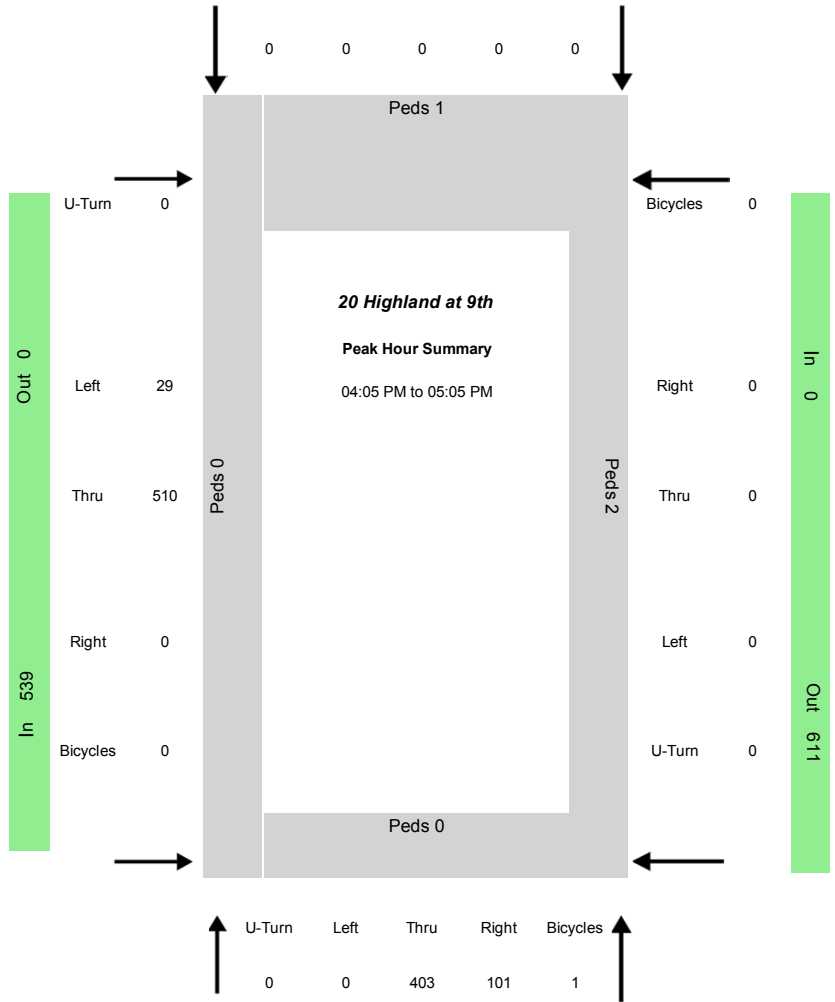 0 0 0 0 0
Peds 1
U-Turn 0
Bicycles 0
20 Highland at 9th
Peak Hour Summary
04:05 PM to 05:05 PM
Out 0
In 0
Left 29
Right 0
Peds 0
Peds 2
Thru 510
Thru 0
Right 0
Left 0
In 539
Out 611
Bicycles 0
U-Turn 0
Peds 0
U-Turn Left Thru Right Bicycles
0 0 403 101 1